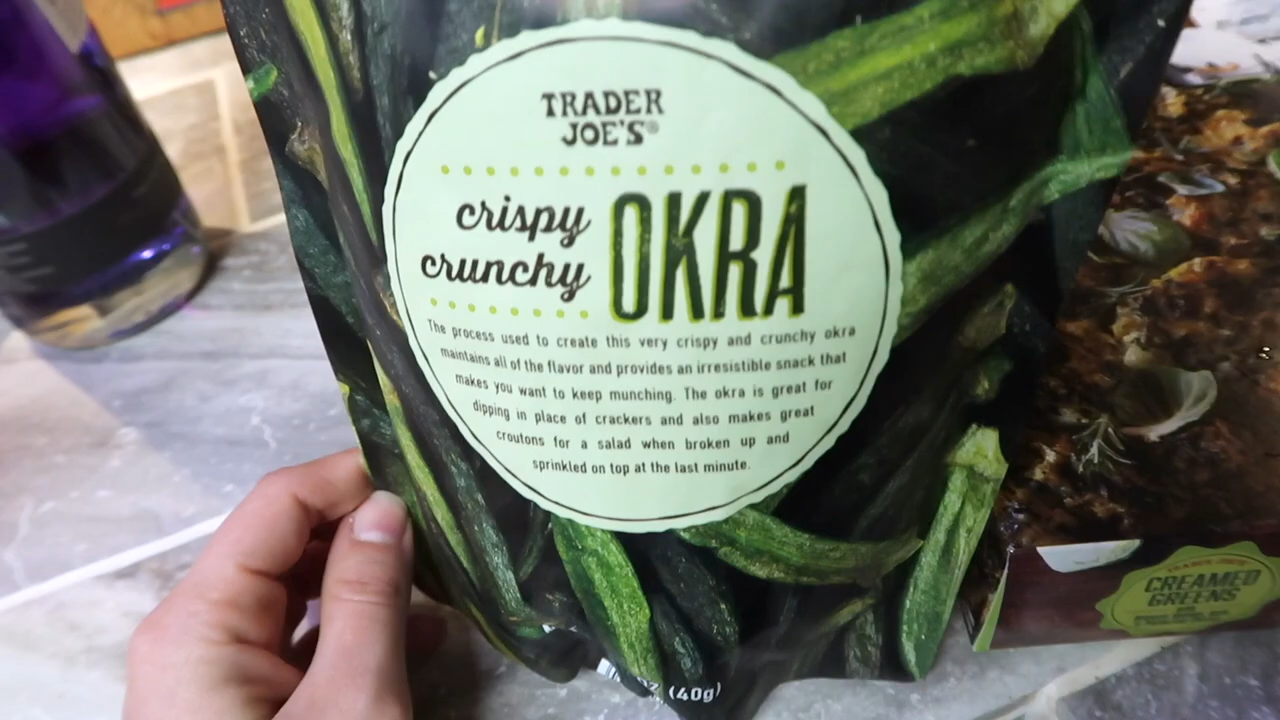 TRADER
JOE'S®
crispy
crunchy
OKRA
The process used to create this very crispy and crunchy okra
maintains all of the flavor and provides an irresistible snack that
makes you want to keep munching. The okra is great for
dipping in place of crackers and also makes great
croutons for a salad when broken up and
sprinkled on top at the last minute.
OZ (40g)
TRADER JOE'S
CREAMED
GREENS